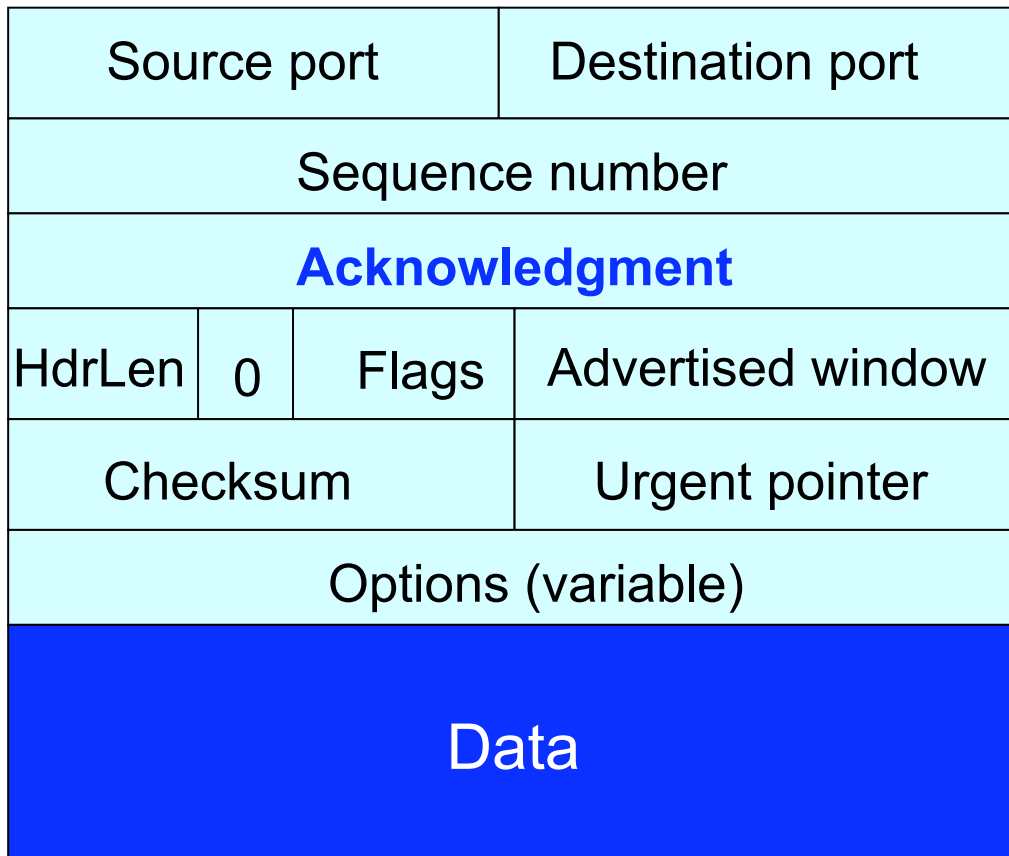 Source port Destination port
Sequence number
Acknowledgment
HdrLen 0 Flags Advertised window
Checksum Urgent pointer
Options (variable)
Data